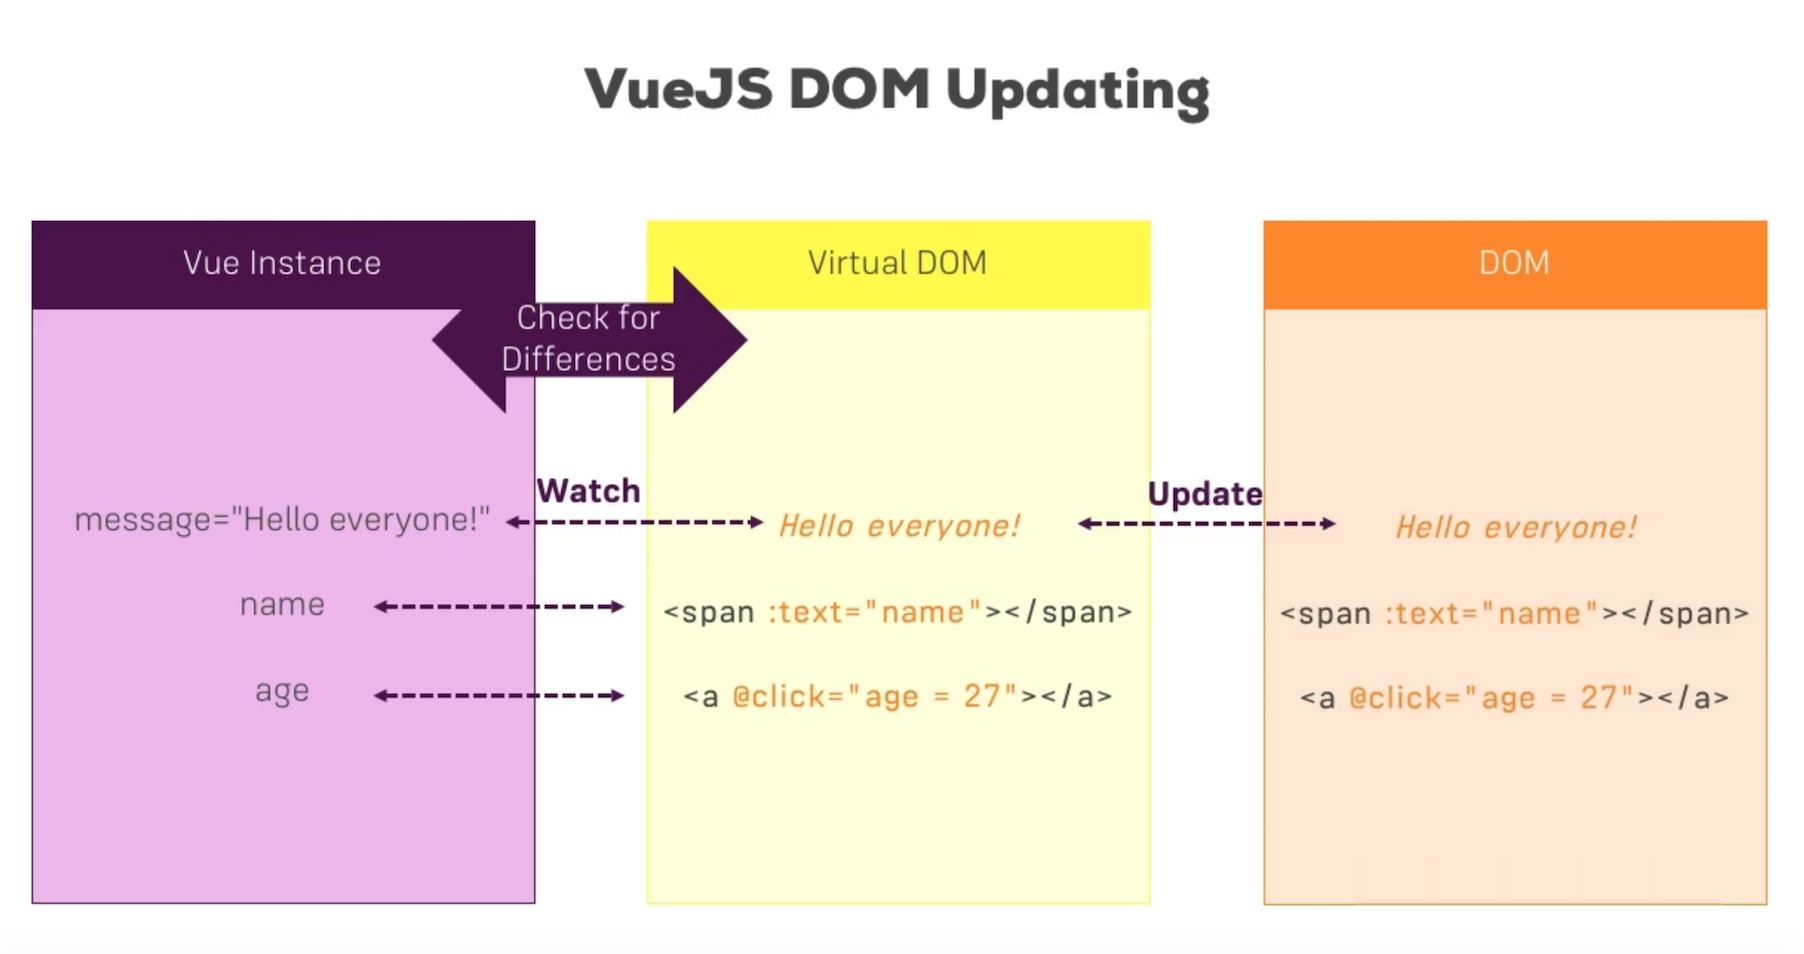 VueJS DOM Updating
Vue Instance
Virtual DOM
DOM
Check for
Differences
Watch
Update
message="Hello everyone!"
Hello everyone!
Hello everyone!
name
<span :text="name"></span>
<span :text="name"></span>
age
<a @click="age = 27"></a>
<a @click="age = 27"></a>